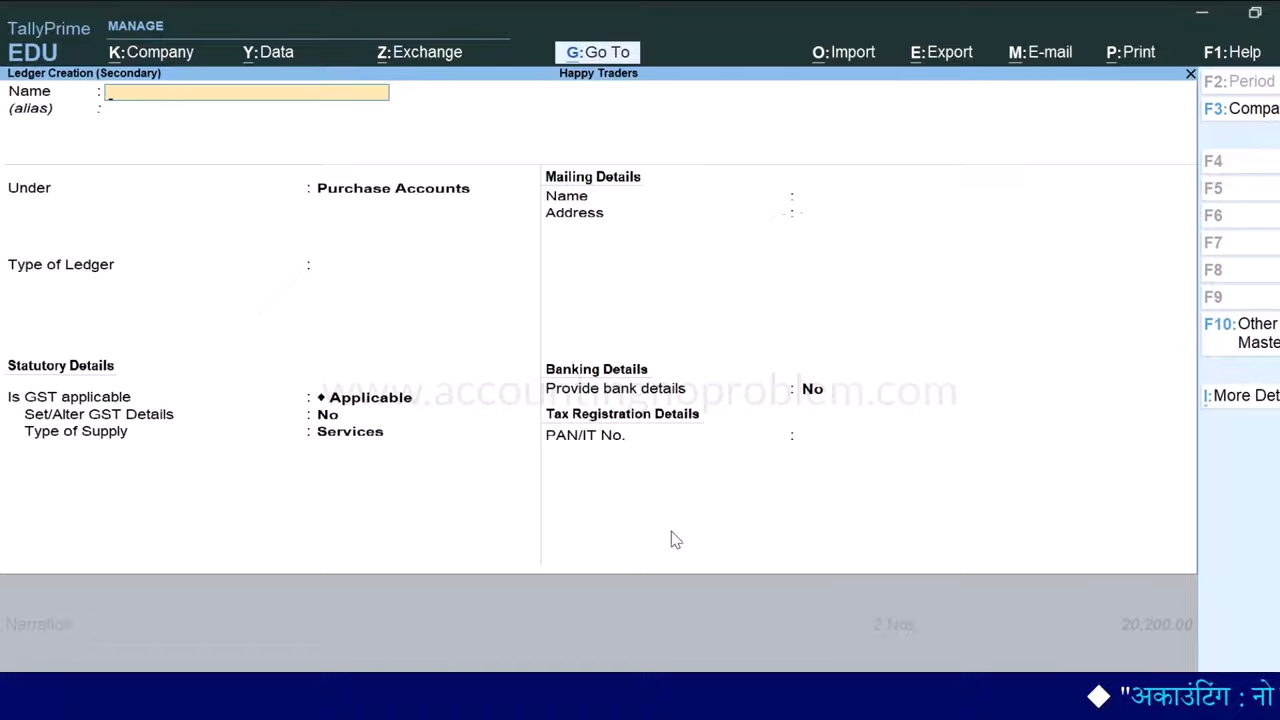 TallyPrime MANAGE
EDU K:Company Y:Data Z:Exchange G:Go To O:Import E:Export M:E-mail P:Print F1:Help
Ledger Creation (Secondary) Happy Traders
Name :
(alias) :
F2:Period
F3:Compa
F4
F5
F6
F7
F8
F9
F10:Other
Maste
I:More Det
Under : Purchase Accounts
Type of Ledger :
Mailing Details
Name :
Address :
Statutory Details
Is GST applicable : ♦ Applicable
Set/Alter GST Details : No
Type of Supply : Services
Banking Details
Provide bank details : No
Tax Registration Details
PAN/IT No. :
www.accountingnoproblem.com
Narration 2 Nos 20,200.00
◆ "अकाउंटिंग : नो